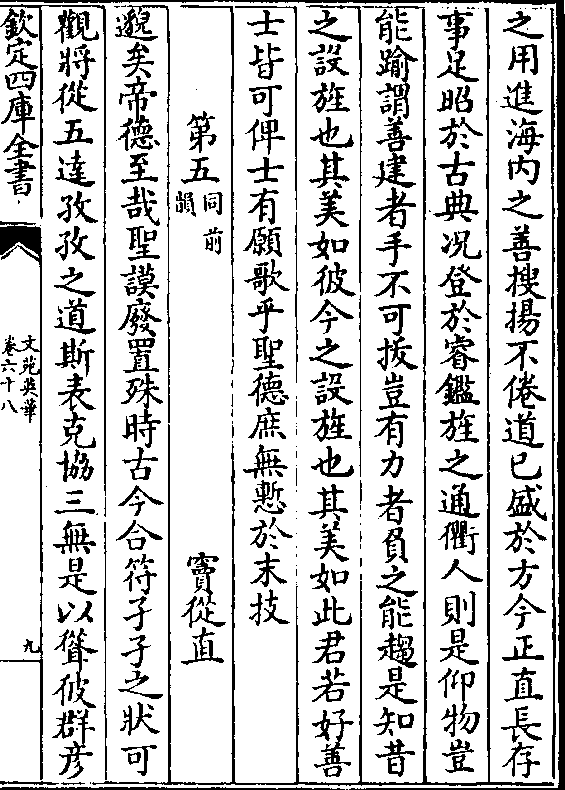 之用進海内之善搜揚不倦道已盛於方今正直長存
事足昭於古典况登於睿鑑旌之通衢人則是仰物豈
能踰謂善建者手不可拔豈有力者負之能趨是知昔
之設旌也其美如彼今之設旌也其美如此君若好善
士皆可俾士有願歌乎聖德庶無慙於末技
第五同前韻 竇從直
邈矣帝德至哉聖謨廢置殊時古今合符孑孑之狀可
觀將從五達孜孜之道斯表克協三無是以聳彼群彦
欽定四庫全書
文苑英華
卷六十八
九